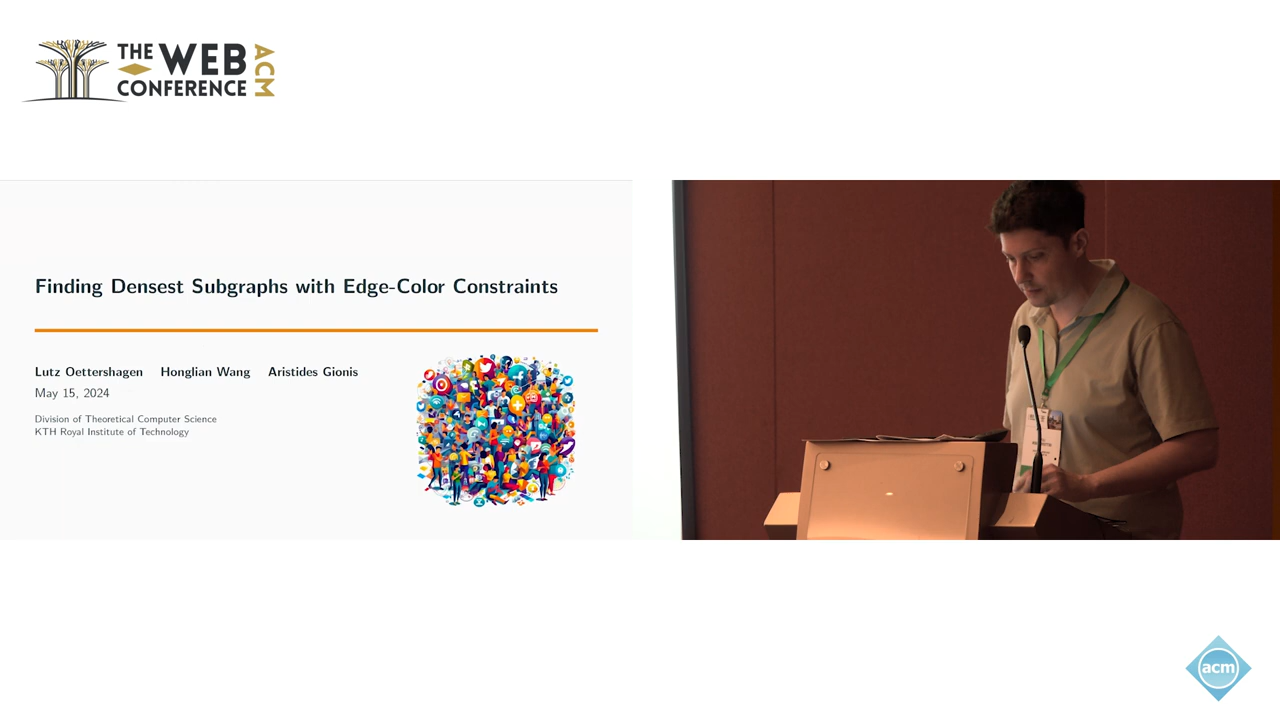 THE WEB ACM
CONFERENCE
Finding Densest Subgraphs with Edge-Color Constraints
Lutz Oettershagen Honglian Wang Aristides Gionis
May 15, 2024
Division of Theoretical Computer Science
KTH Royal Institute of Technology
acm